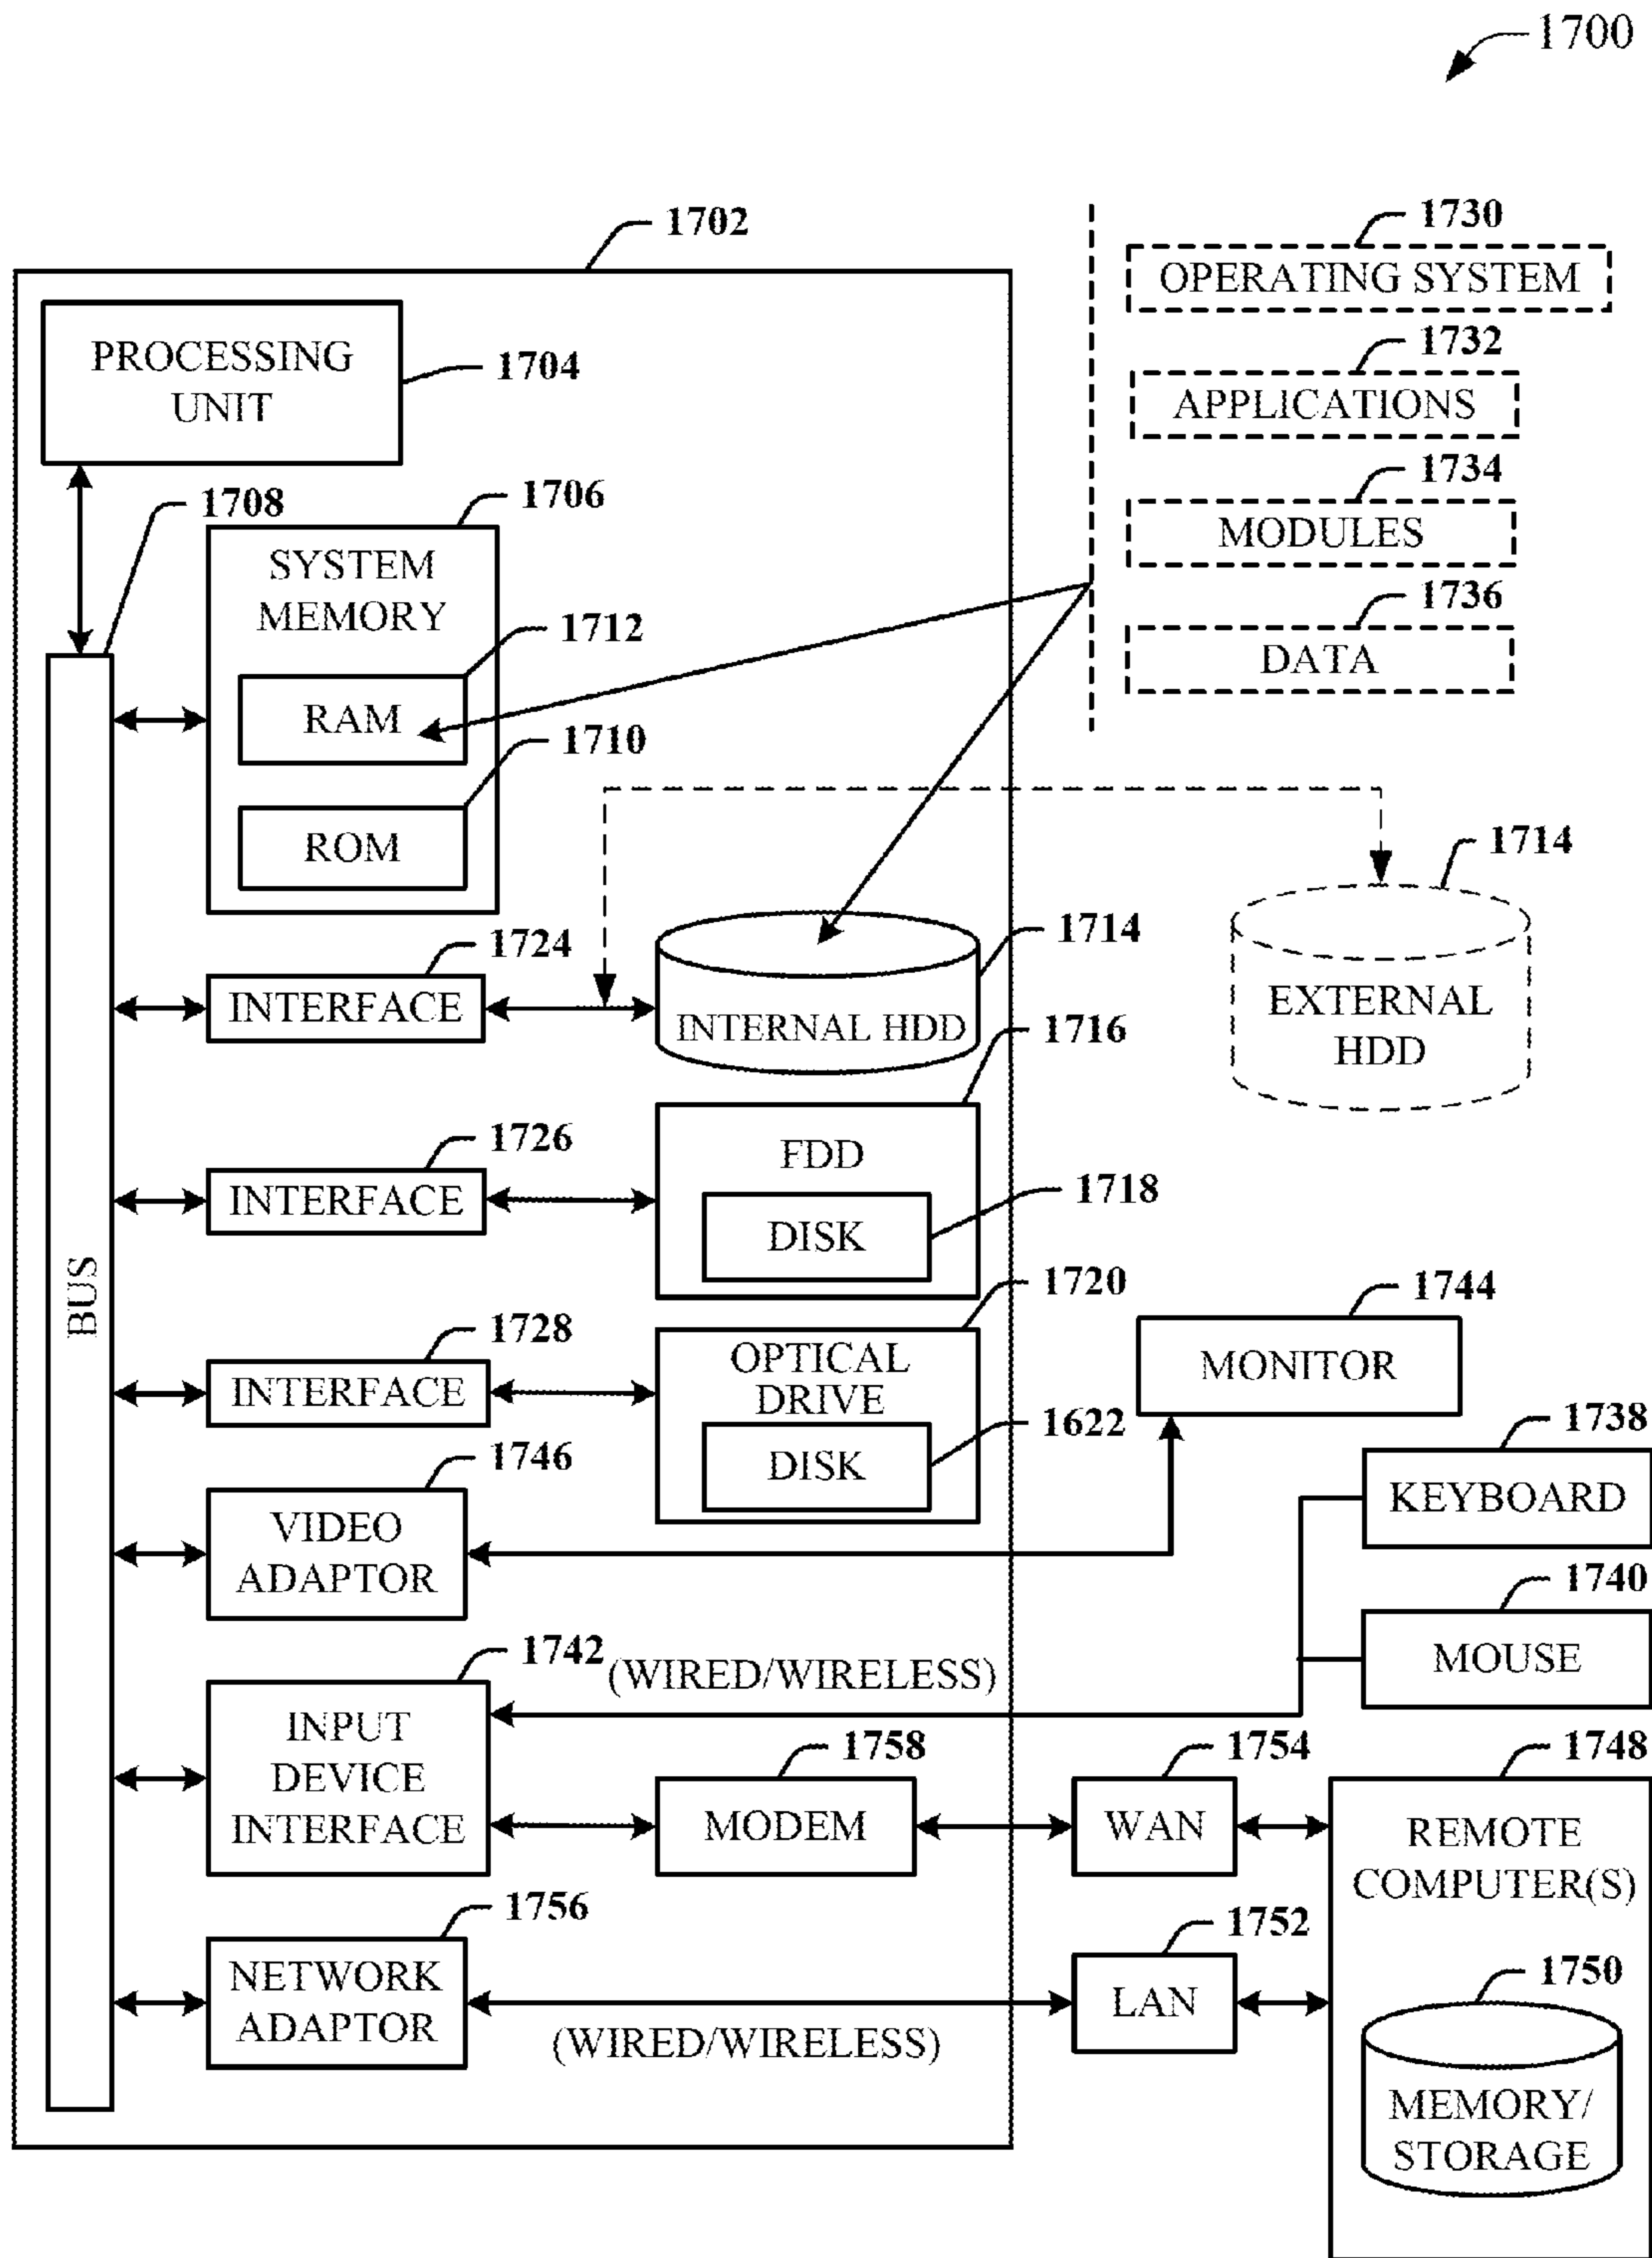 1700
1702
1730
OPERATING SYSTEM
PROCESSING
UNIT
1704
1732
APPLICATIONS
1708
1706
1734
MODULES
SYSTEM
MEMORY
1712
1736
DATA
RAM
1710
ROM
1714
1724
INTERFACE
1714
INTERNAL HDD
EXTERNAL
HDD
1716
1726
INTERFACE
FDD
1718
DISK
BUS
1720
1744
MONITOR
1728
INTERFACE
OPTICAL
DRIVE
1622
DISK
1738
KEYBOARD
1746
VIDEO
ADAPTOR
1740
MOUSE
1742
(WIRED/WIRELESS)
INPUT
DEVICE
INTERFACE
1758
MODEM
1754
WAN
1748
REMOTE
COMPUTER(S)
1756
NETWORK
ADAPTOR
(WIRED/WIRELESS)
1752
LAN
1750
MEMORY/
STORAGE